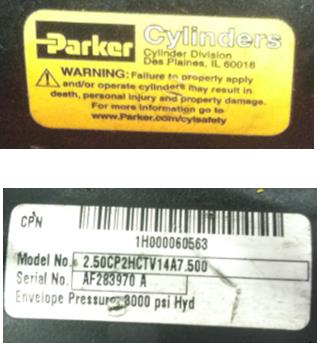 Parker Cylinders
Cylinder Division
Des Plaines, IL 60016
WARNING: Failure to properly apply
and/or operate cylinders may result in
death, personal injury and property damage.
For more information go to
www.Parker.com/cylsafety
CPN
1H000060563
Model No. 2.50CP2HCTV14A7.500
Serial No. AF283970 A
Envelope Pressure 3000 psi Hyd